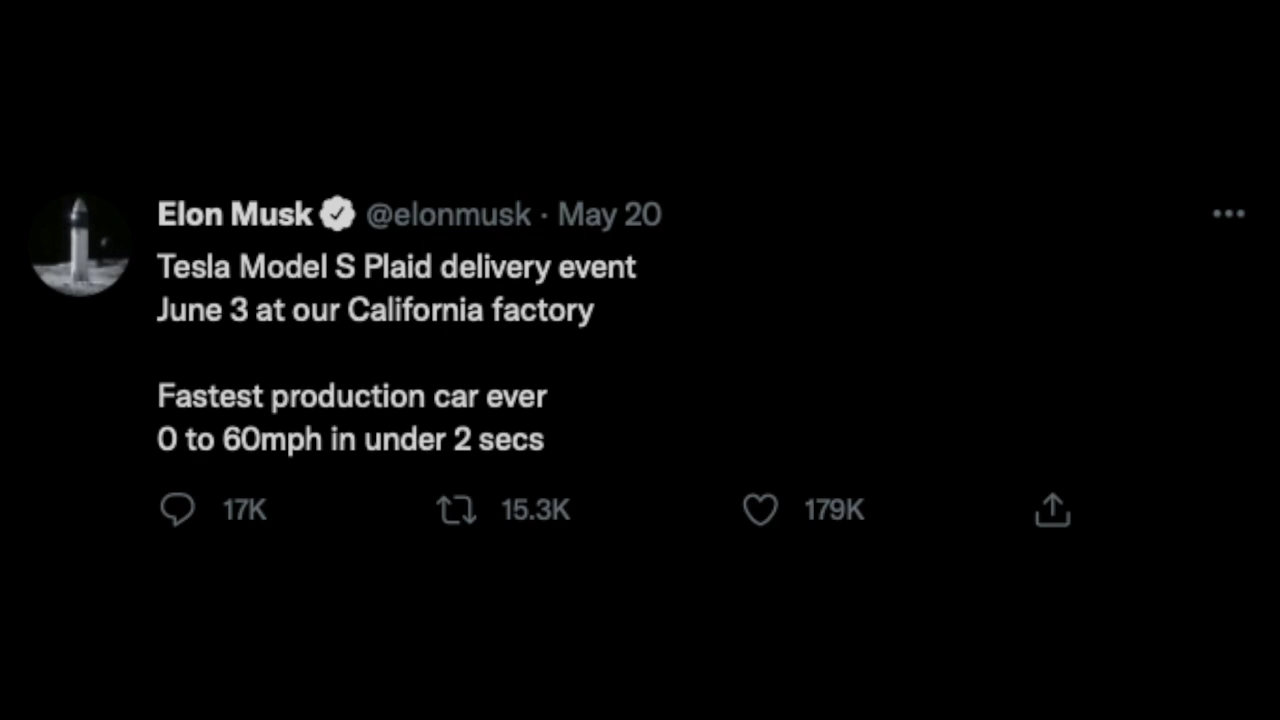 Elon Musk @elonmusk · May 20
Tesla Model S Plaid delivery event
June 3 at our California factory
Fastest production car ever
0 to 60mph in under 2 secs
17K 15.3K 179K